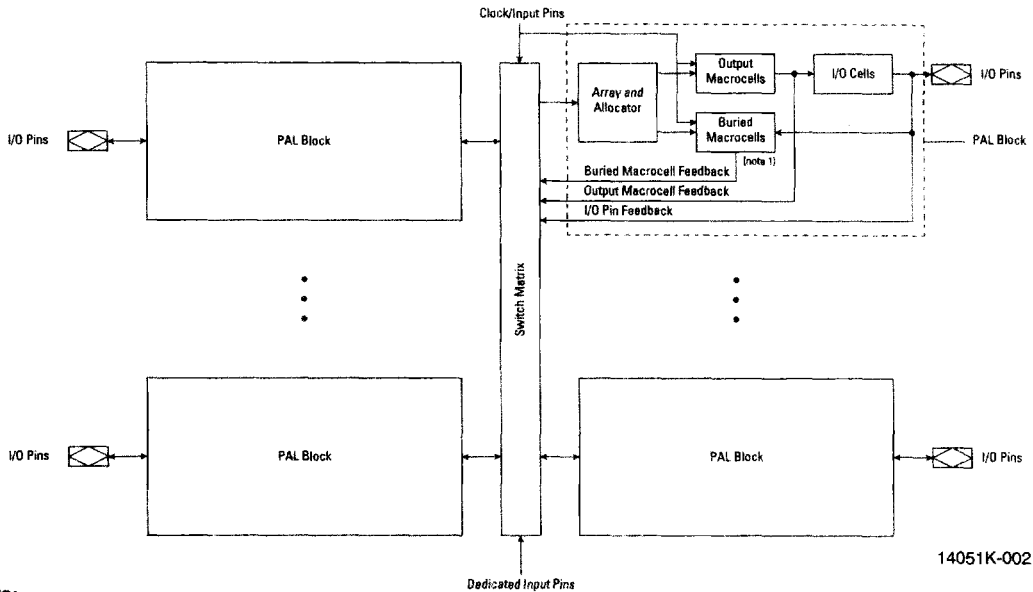 Clock/Input Pins
I/O Pins
PAL Block
Array and
Allocator
Output
Macrocells
I/O Cells
I/O Pins
Buried
Macrocells
(note 1)
PAL Block
Buried Macrocell Feedback
Output Macrocell Feedback
I/O Pin Feedback
Switch Matrix
I/O Pins
PAL Block
PAL Block
I/O Pins
14051K-002
Dedicated Input Pins